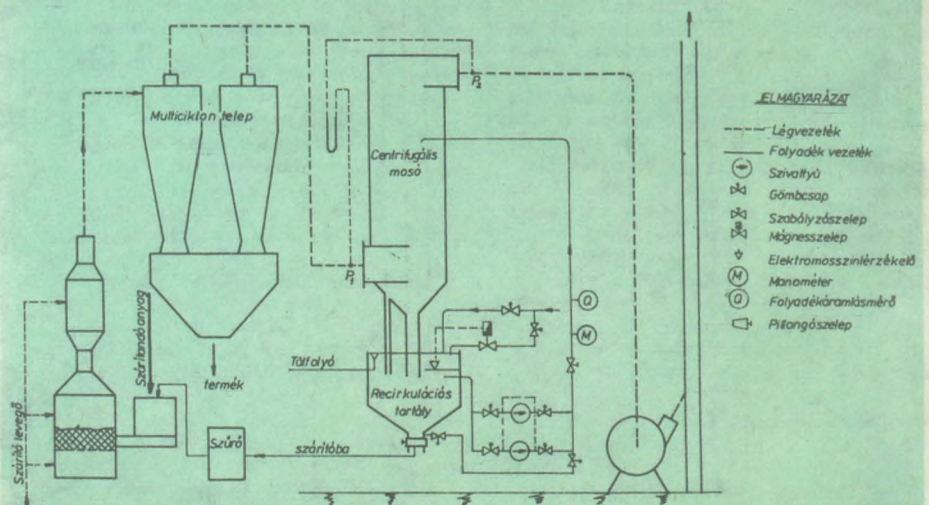 Multiciklon telep
P₂
Centrifugális
mosó
P₁
Szárítandó anyag
termék
Szárító levegő
Túlfolyó
Recirkulációs
tartály
Szűrő
szárítóba
Q
M
JELMAGYARÁZAT
Légvezeték
Folyadék vezeték
Szivattyú
Gömbcsap
Szabályzószelep
Mágnesszelep
Elektromosszintérzékelő
M Manométer
Q Folyadékáramlásmérő
Pillangószelep